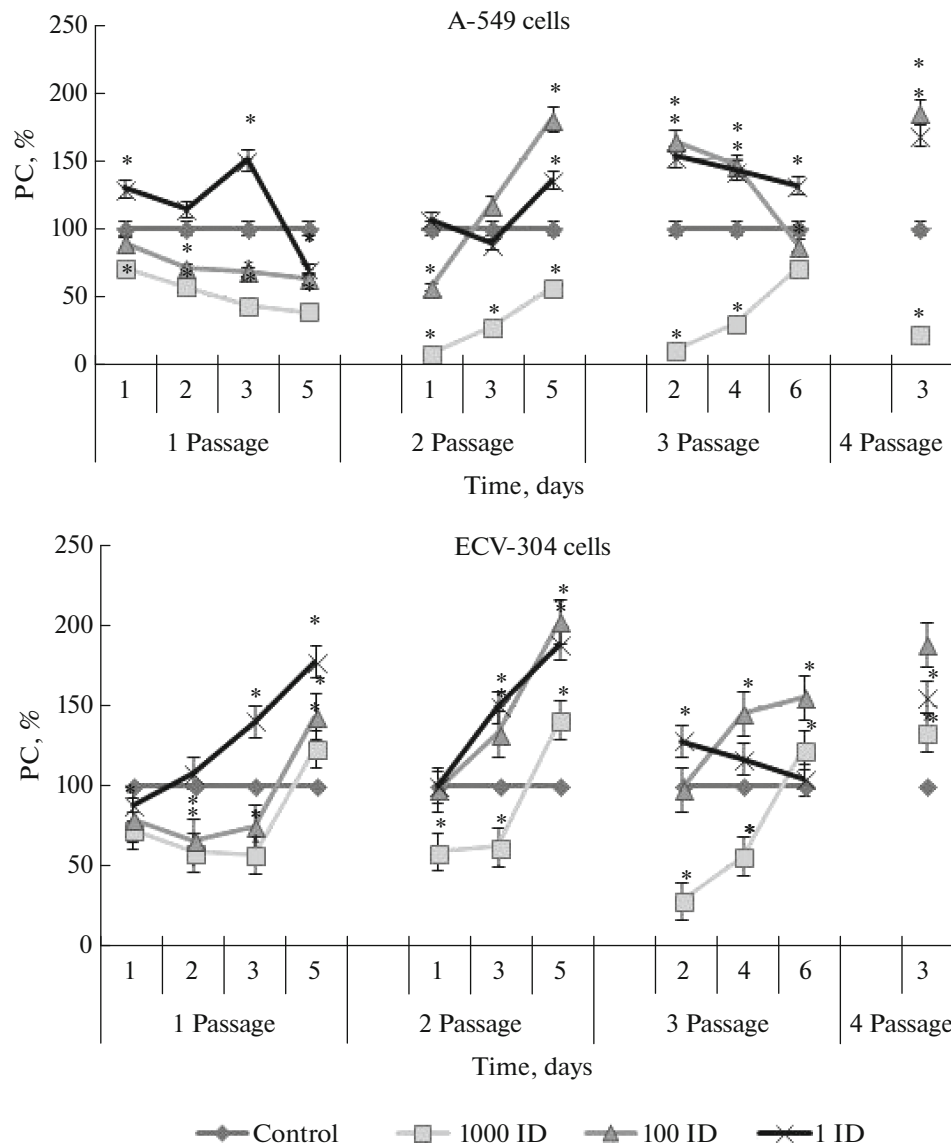 A-549 cells
PC, %
250
200
150
100
50
0
1 2 3 5 1 3 5 2 4 6 3
1 Passage 2 Passage 3 Passage 4 Passage
Time, days
ECV-304 cells
PC, %
250
200
150
100
50
0
1 2 3 5 1 3 5 2 4 6 3
1 Passage 2 Passage 3 Passage 4 Passage
Time, days
Control 1000 ID 100 ID 1 ID